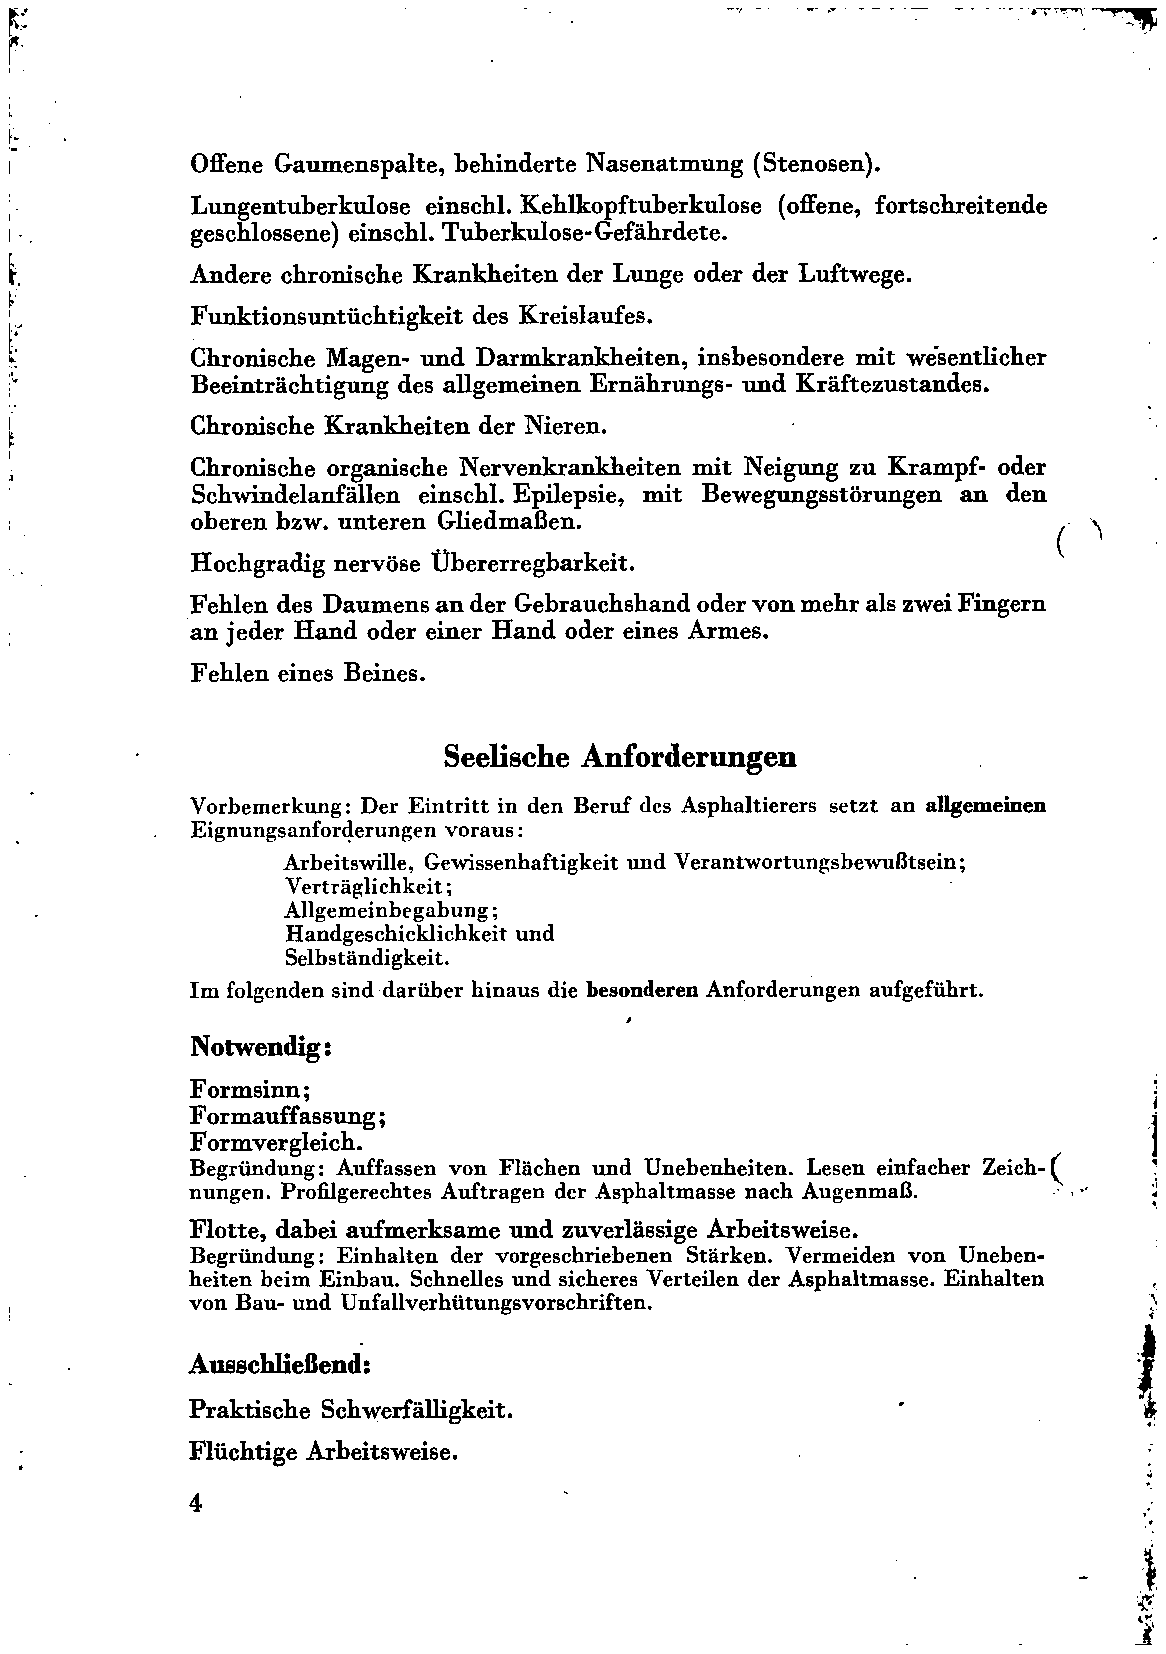 Offene Gaumenspalte, behinderte Nasenatmung (Stenosen).
Lungentuberkulose einschl. Kehlkopftuberkulose (offene, fortschreitende
geschlossene) einschl. Tuberkulose-Gefährdete.
Andere chronische Krankheiten der Lunge oder der Luftwege.
Funktionsuntüchtigkeit des Kreislaufes.
Chronische Magen- und Darmkrankheiten, insbesondere mit wesentlicher
Beeinträchtigung des allgemeinen Ernährungs- und Kräftezustandes.
Chronische Krankheiten der Nieren.
Chronische organische Nervenkrankheiten mit Neigung zu Krampf- oder
Schwindelanfällen einschl. Epilepsie, mit Bewegungsstörungen an den
oberen bzw. unteren Gliedmaßen.
Hochgradig nervöse Übererregbarkeit.
Fehlen des Daumens an der Gebrauchshand oder von mehr als zwei Fingern
an jeder Hand oder einer Hand oder eines Armes.
Fehlen eines Beines.
Seelische Anforderungen
Vorbemerkung: Der Eintritt in den Beruf des Asphaltierers setzt an allgemeinen
Eignungsanforderungen voraus:
Arbeitswille, Gewissenhaftigkeit und Verantwortungsbewußtsein;
Verträglichkeit;
Allgemeinbegabung;
Handgeschicklichkeit und
Selbständigkeit.
Im folgenden sind darüber hinaus die besonderen Anforderungen aufgeführt.
Notwendig:
Formsinn;
Formauffassung;
Formvergleich.
Begründung: Auffassen von Flächen und Unebenheiten. Lesen einfacher Zeich-
nungen. Profilgerechtes Auftragen der Asphaltmasse nach Augenmaß.
Flotte, dabei aufmerksame und zuverlässige Arbeitsweise.
Begründung: Einhalten der vorgeschriebenen Stärken. Vermeiden von Uneben-
heiten beim Einbau. Schnelles und sicheres Verteilen der Asphaltmasse. Einhalten
von Bau- und Unfallverhütungsvorschriften.
Ausschließend:
Praktische Schwerfälligkeit.
Flüchtige Arbeitsweise.
4